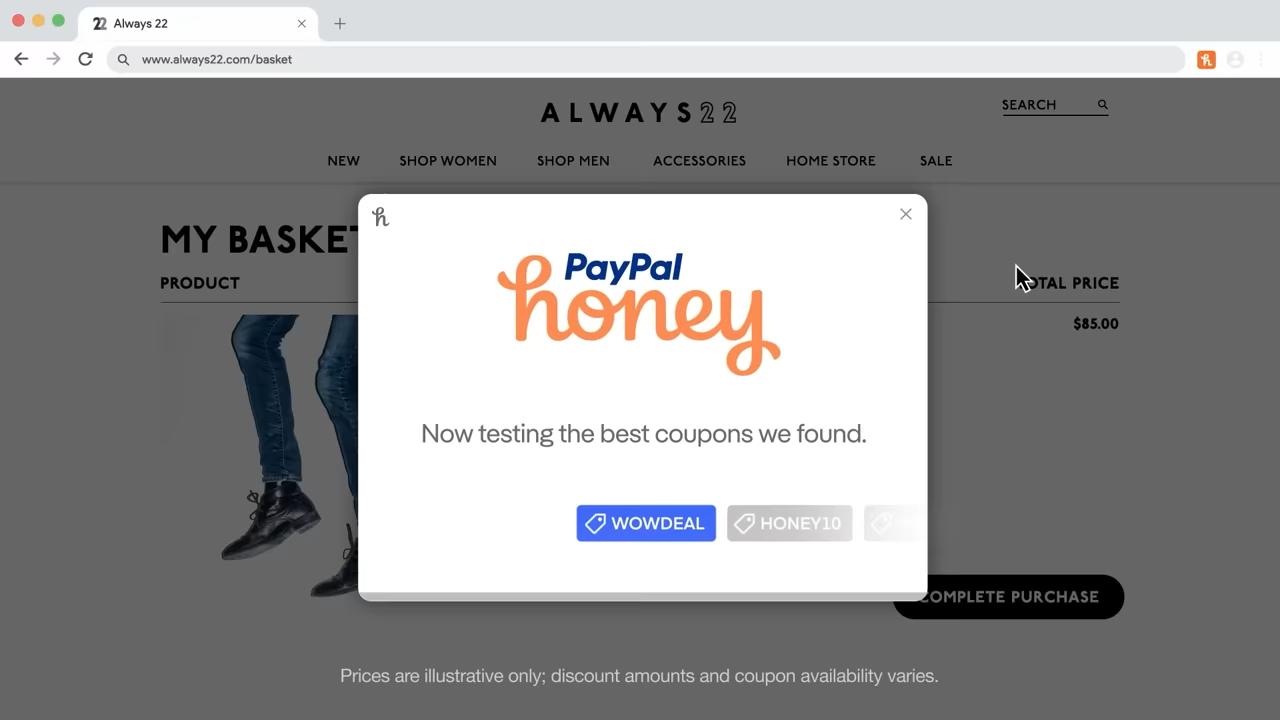 22 Always 22
www.always22.com/basket
ALWAYS22
SEARCH
NEW SHOP WOMEN SHOP MEN ACCESSORIES HOME STORE SALE
MY BASKET
PRODUCT
TOTAL PRICE
$85.00
h
PayPal
honey
Now testing the best coupons we found.
WOWDEAL HONEY10
COMPLETE PURCHASE
Prices are illustrative only; discount amounts and coupon availability varies.